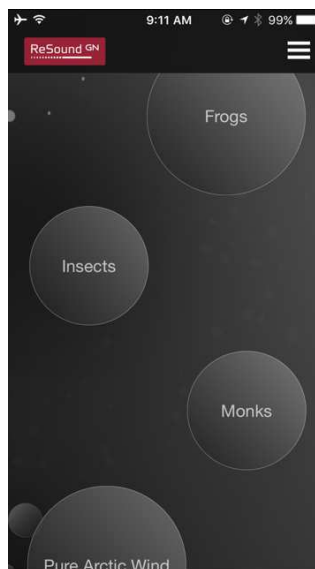 9:11 AM
99%
ReSound GN
Frogs
Insects
Monks
Pure Arctic Wind